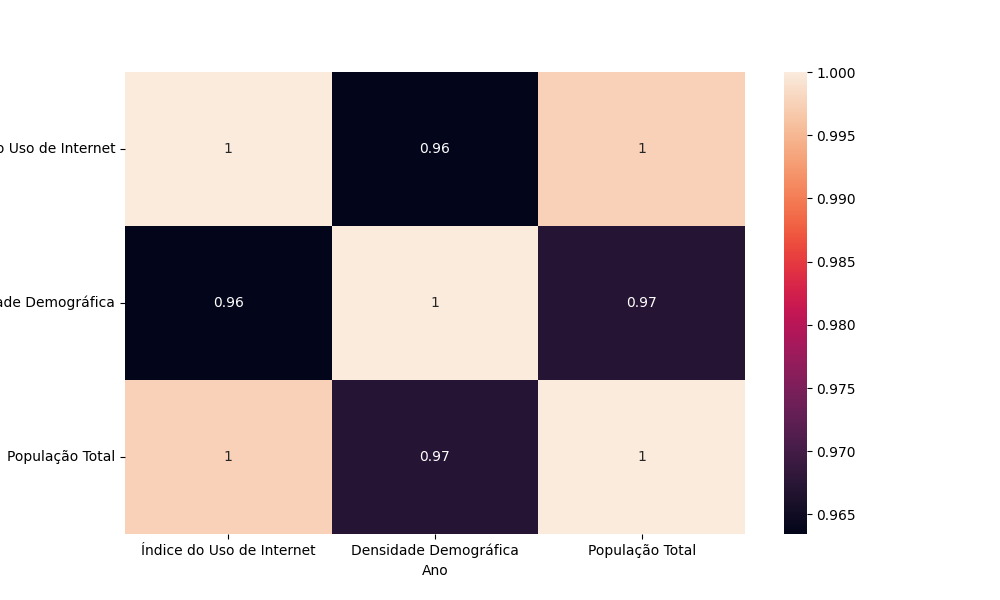 o Uso de Internet
ade Demográfica
População Total
1
0.96
1
0.96
1
0.97
1
0.97
1
Índice do Uso de Internet
Densidade Demográfica
População Total
Ano
1.000
0.995
0.990
0.985
0.980
0.975
0.970
0.965